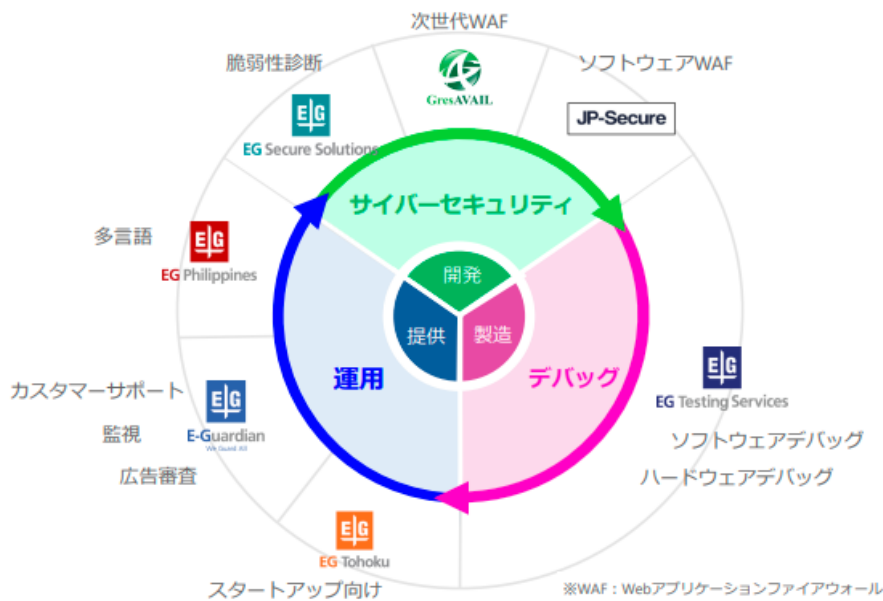 次世代WAF
脆弱性診断
ソフトウェアWAF
GresAVAIL
JP-Secure
EG
EG Secure Solutions
サイバーセキュリティ
多言語
EG
EG Philippines
開発
提供
製造
運用
デバッグ
カスタマーサポート
監視
広告審査
EG
E-Guardian
We Guard All
EG
EG Testing Services
ソフトウェアデバッグ
ハードウェアデバッグ
EG
EG Tohoku
スタートアップ向け
※WAF：Webアプリケーションファイアウォール